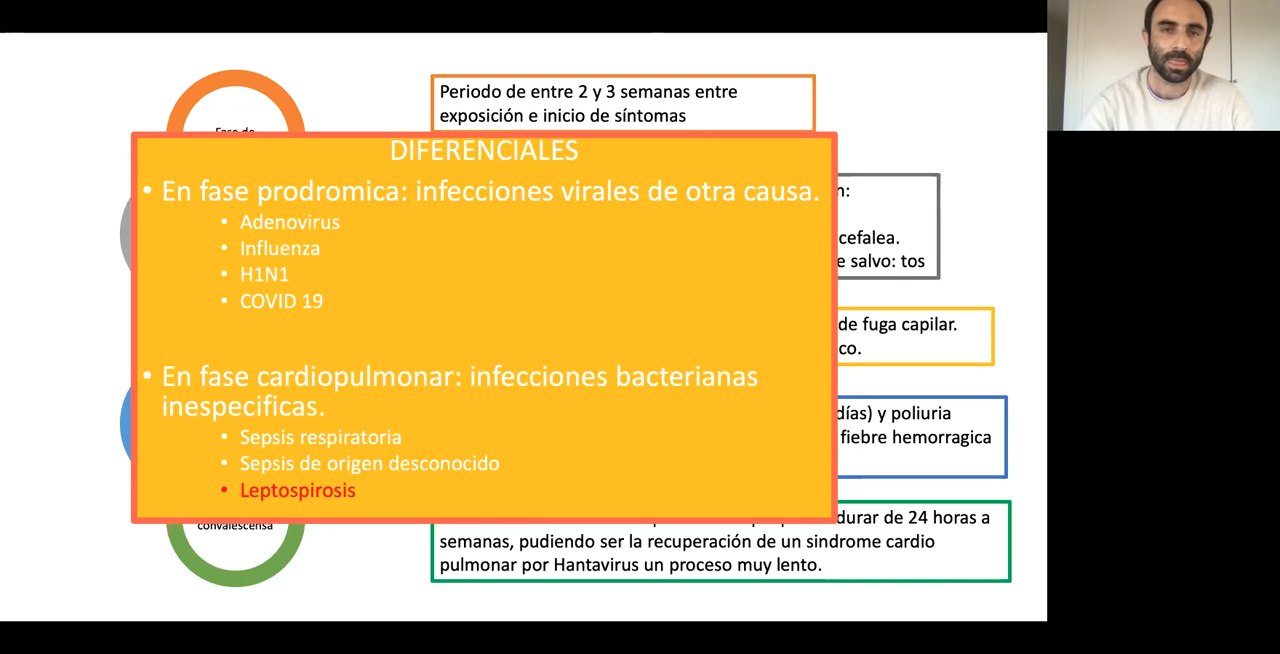 Periodo de entre 2 y 3 semanas entre
exposición e inicio de síntomas
DIFERENCIALES
• En fase prodromica: infecciones virales de otra causa.
• Adenovirus
• Influenza
• H1N1
• COVID 19
• En fase cardiopulmonar: infecciones bacterianas
inespecificas.
• Sepsis respiratoria
• Sepsis de origen desconocido
• Leptospirosis
n:
cefalea.
e salvo: tos
de fuga capilar.
co.
días) y poliuria
fiebre hemorragica
durar de 24 horas a
semanas, pudiendo ser la recuperación de un sindrome cardio
pulmonar por Hantavirus un proceso muy lento.
convalescensa